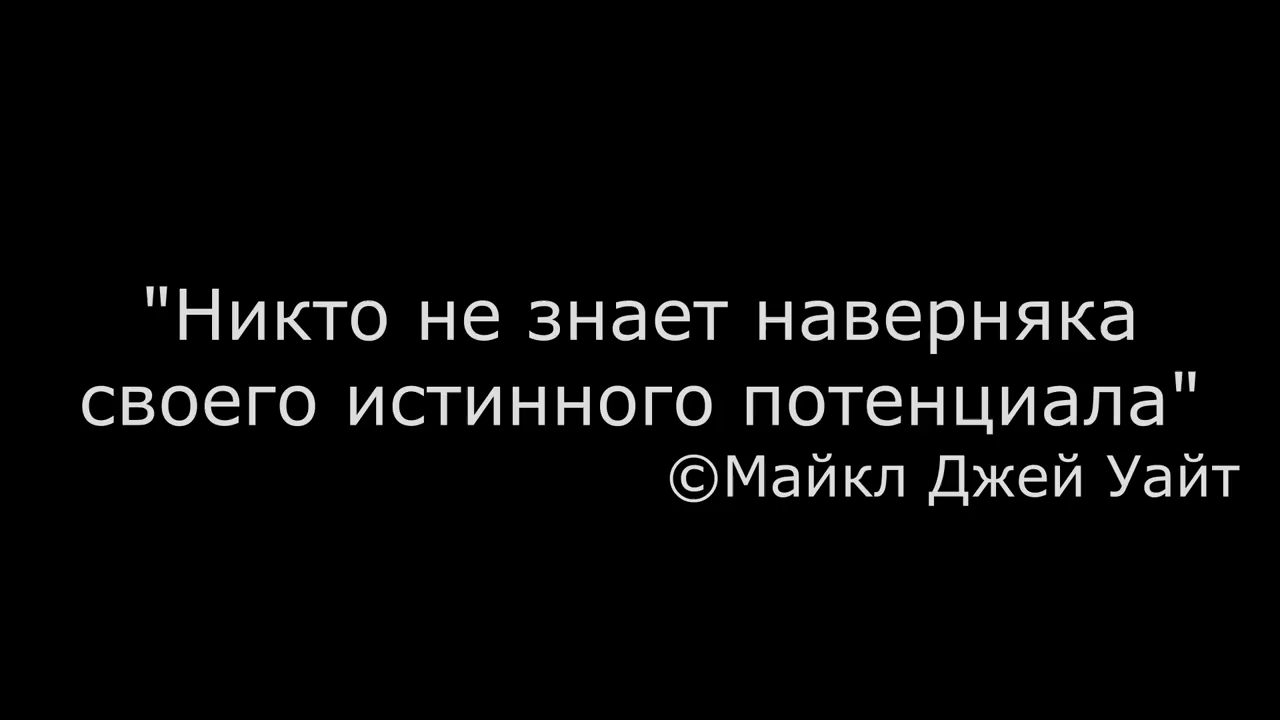 "Никто не знает наверняка
своего истинного потенциала"
©Майкл Джей Уайт